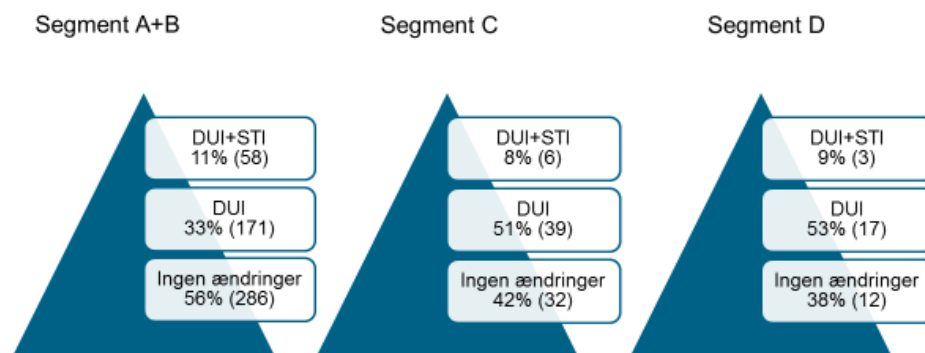 Segment A+B
Segment C
Segment D
DUI+STI
11% (58)
DUI
33% (171)
Ingen ændringer
56% (286)
DUI+STI
8% (6)
DUI
51% (39)
Ingen ændringer
42% (32)
DUI+STI
9% (3)
DUI
53% (17)
Ingen ændringer
38% (12)